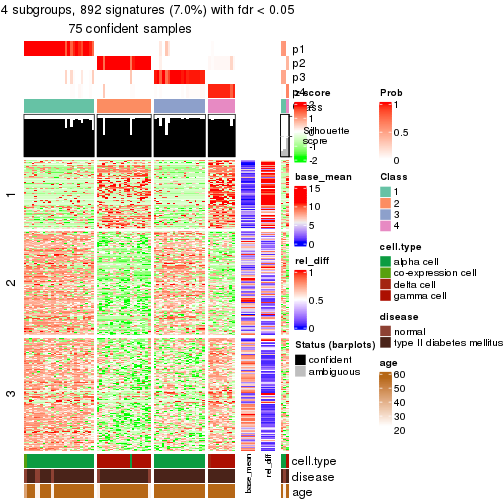 4 subgroups, 892 signatures (7.0%) with fdr < 0.05
75 confident samples
p1
p2
p3
p4
z-score
2
1
0
-1
-2
Class
Silhouette
score
1
2
3
base_mean
15
10
5
0
rel_diff
1
0.5
0
Status (barplots)
confident
ambiguous
Prob
1
0.5
0
Class
1
2
3
4
cell.type
alpha cell
co-expression cell
delta cell
gamma cell
disease
normal
type II diabetes mellitus
age
60
50
40
30
20
base_mean
rel_diff
cell.type
disease
age